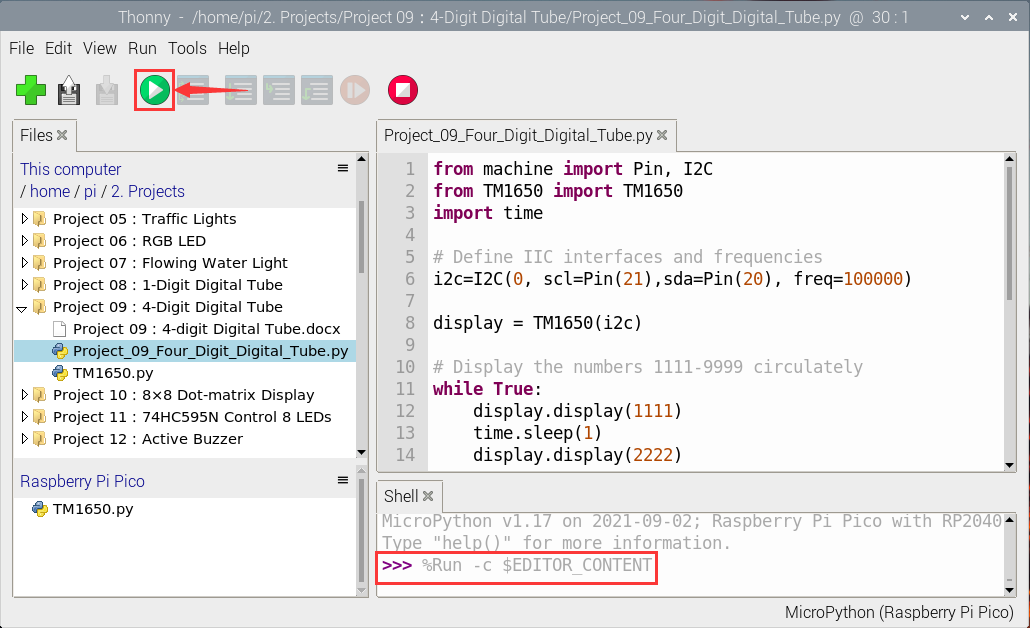 Thonny - /home/pi/2. Projects/Project 09 : 4-Digit Digital Tube/Project_09_Four_Digit_Digital_Tube.py @ 30 : 1
File Edit View Run Tools Help
Files
This computer
/ home / pi / 2. Projects
Project 05 : Traffic Lights
Project 06 : RGB LED
Project 07 : Flowing Water Light
Project 08 : 1-Digit Digital Tube
Project 09 : 4-Digit Digital Tube
Project 09 : 4-digit Digital Tube.docx
Project_09_Four_Digit_Digital_Tube.py
TM1650.py
Project 10 : 8×8 Dot-matrix Display
Project 11 : 74HC595N Control 8 LEDs
Project 12 : Active Buzzer
Raspberry Pi Pico
TM1650.py
Project_09_Four_Digit_Digital_Tube.py
1 from machine import Pin, I2C
2 from TM1650 import TM1650
3 import time
4
5 # Define IIC interfaces and frequencies
6 i2c=I2C(0, scl=Pin(21),sda=Pin(20), freq=100000)
7
8 display = TM1650(i2c)
9
10 # Display the numbers 1111-9999 circulately
11 while True:
12     display.display(1111)
13     time.sleep(1)
14     display.display(2222)
Shell
MicroPython v1.17 on 2021-09-02; Raspberry Pi Pico with RP2040
Type "help()" for more information.
>>> %Run -c $EDITOR_CONTENT
MicroPython (Raspberry Pi Pico)